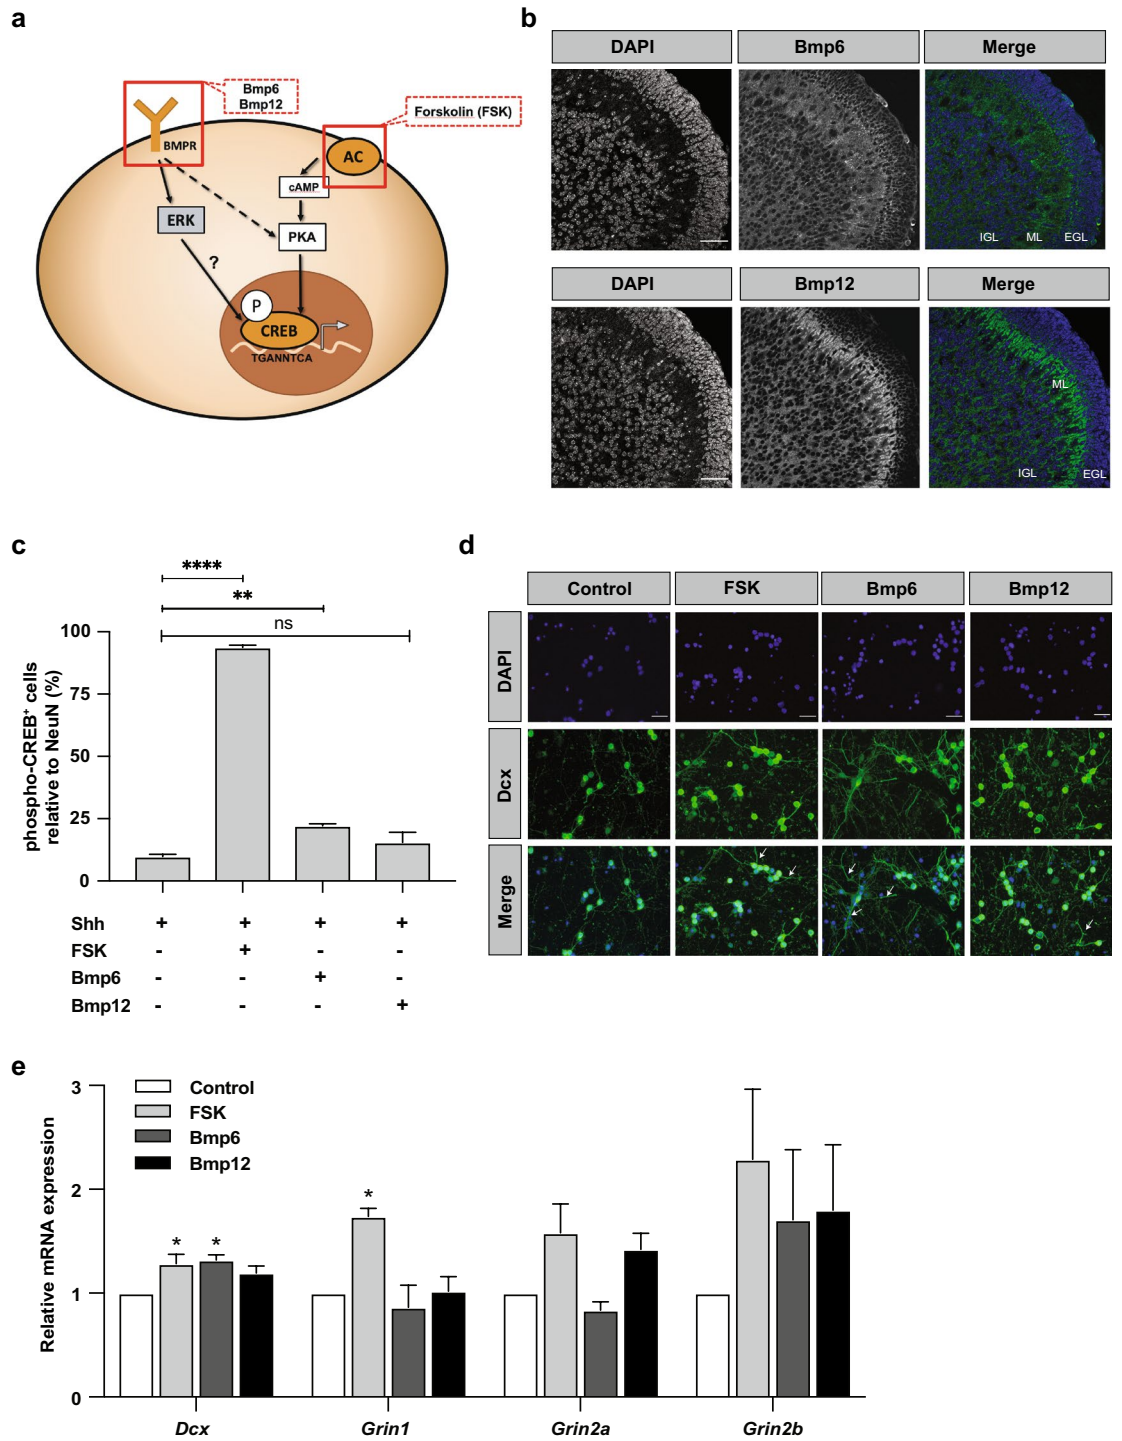 a
Bmp6
Bmp12
Forskolin (FSK)
BMPR
AC
cAMP
ERK
PKA
?
P
CREB
TGANNTCA
b
DAPI
Bmp6
Merge
IGL
ML
EGL
DAPI
Bmp12
Merge
ML
IGL
EGL
c
****
**
ns
phospho-CREB⁺ cells
relative to NeuN (%)
100
75
50
25
0
Shh + + + +
FSK - + - -
Bmp6 - - + -
Bmp12 - - - +
d
Control
FSK
Bmp6
Bmp12
DAPI
Dcx
Merge
e
Relative mRNA expression
3
2
1
0
Control
FSK
Bmp6
Bmp12
* * *
Dcx
Grin1
Grin2a
Grin2b